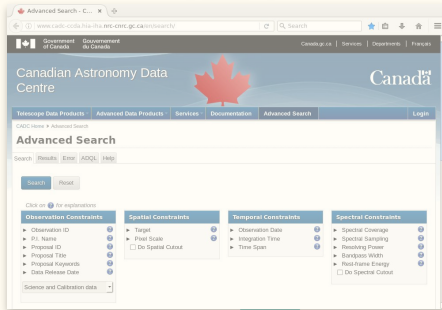 Advanced Search - C...
www.cadc-ccda.hia-iha.nrc-cnrc.gc.ca/en/search/
Search
Government of Canada
Gouvernement du Canada
Canada.gc.ca | Services | Departments | Français
Canadian Astronomy Data Centre
Canada
Telescope Data Products Advanced Data Products Services Documentation Advanced Search Login
CADC Home Advanced Search
Advanced Search
Search Results Error ADQL Help
Search Reset
Click on ? for explanations
Observation Constraints
Observation ID ?
P.I. Name ?
Proposal ID ?
Proposal Title ?
Proposal Keywords ?
Data Release Date ?
Science and Calibration data
Spatial Constraints
Target ?
Pixel Scale ?
Do Spatial Cutout
Temporal Constraints
Observation Date ?
Integration Time ?
Time Span ?
Spectral Constraints
Spectral Coverage ?
Spectral Sampling ?
Resolving Power ?
Bandpass Width ?
Rest-frame Energy ?
Do Spectral Cutout